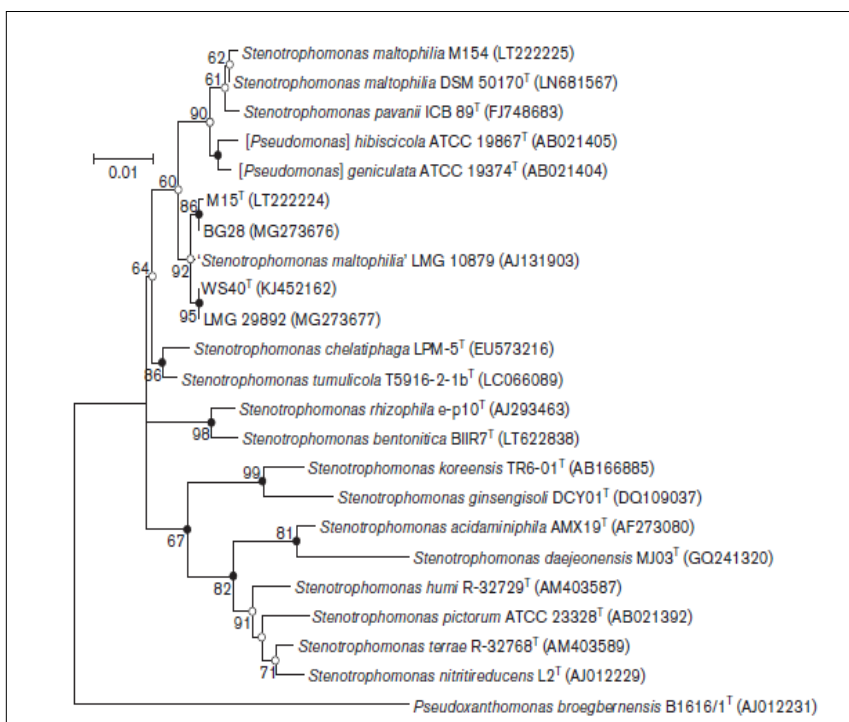 62
Stenotrophomonas maltophilia M154 (LT222225)
61
Stenotrophomonas maltophilia DSM 50170ᵀ (LN681567)
90
Stenotrophomonas pavanii ICB 89ᵀ (FJ748683)
[Pseudomonas] hibiscicola ATCC 19867ᵀ (AB021405)
0.01
[Pseudomonas] geniculata ATCC 19374ᵀ (AB021404)
60
86
M15ᵀ (LT222224)
BG28 (MG273676)
64
92
'Stenotrophomonas maltophilia' LMG 10879 (AJ131903)
WS40ᵀ (KJ452162)
95
LMG 29892 (MG273677)
Stenotrophomonas chelatiphaga LPM-5ᵀ (EU573216)
86
Stenotrophomonas tumulicola T5916-2-1bᵀ (LC066089)
Stenotrophomonas rhizophila e-p10ᵀ (AJ293463)
98
Stenotrophomonas bentonitica BIIR7ᵀ (LT622838)
99
Stenotrophomonas koreensis TR6-01ᵀ (AB166885)
Stenotrophomonas ginsengisoli DCY01ᵀ (DQ109037)
67
81
Stenotrophomonas acidaminiphila AMX19ᵀ (AF273080)
Stenotrophomonas daejeonensis MJ03ᵀ (GQ241320)
82
Stenotrophomonas humi R-32729ᵀ (AM403587)
91
Stenotrophomonas pictorum ATCC 23328ᵀ (AB021392)
Stenotrophomonas terrae R-32768ᵀ (AM403589)
71
Stenotrophomonas nitritireducens L2ᵀ (AJ012229)
Pseudoxanthomonas broegbernensis B1616/1ᵀ (AJ012231)